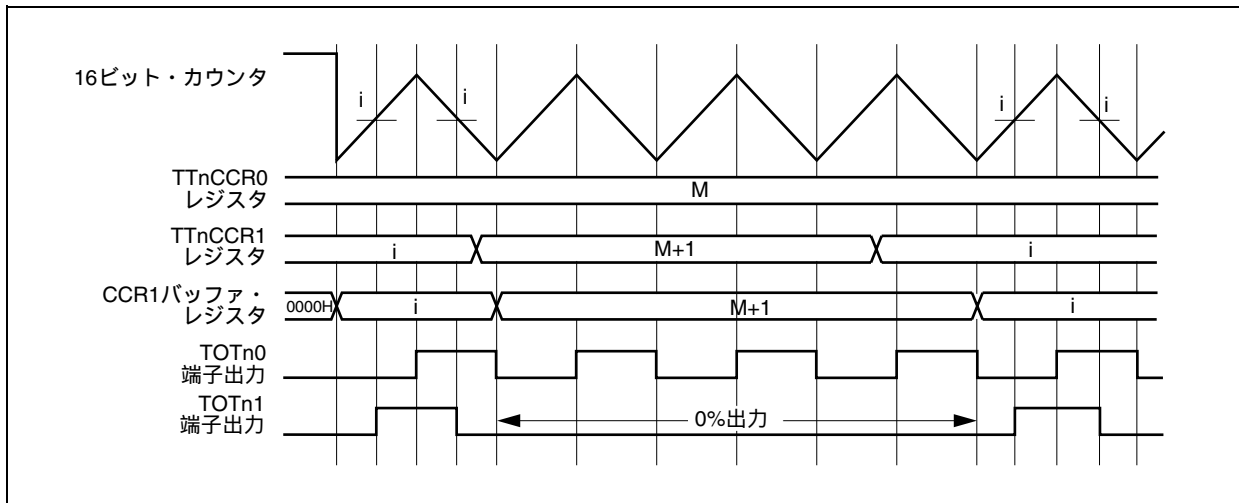 16ビット・カウンタ
i
i
i
i
TTnCCR0
レジスタ
M
TTnCCR1
レジスタ
i
M+1
i
CCR1バッファ・
レジスタ
0000H
i
M+1
i
TOTn0
端子出力
TOTn1
端子出力
0%出力